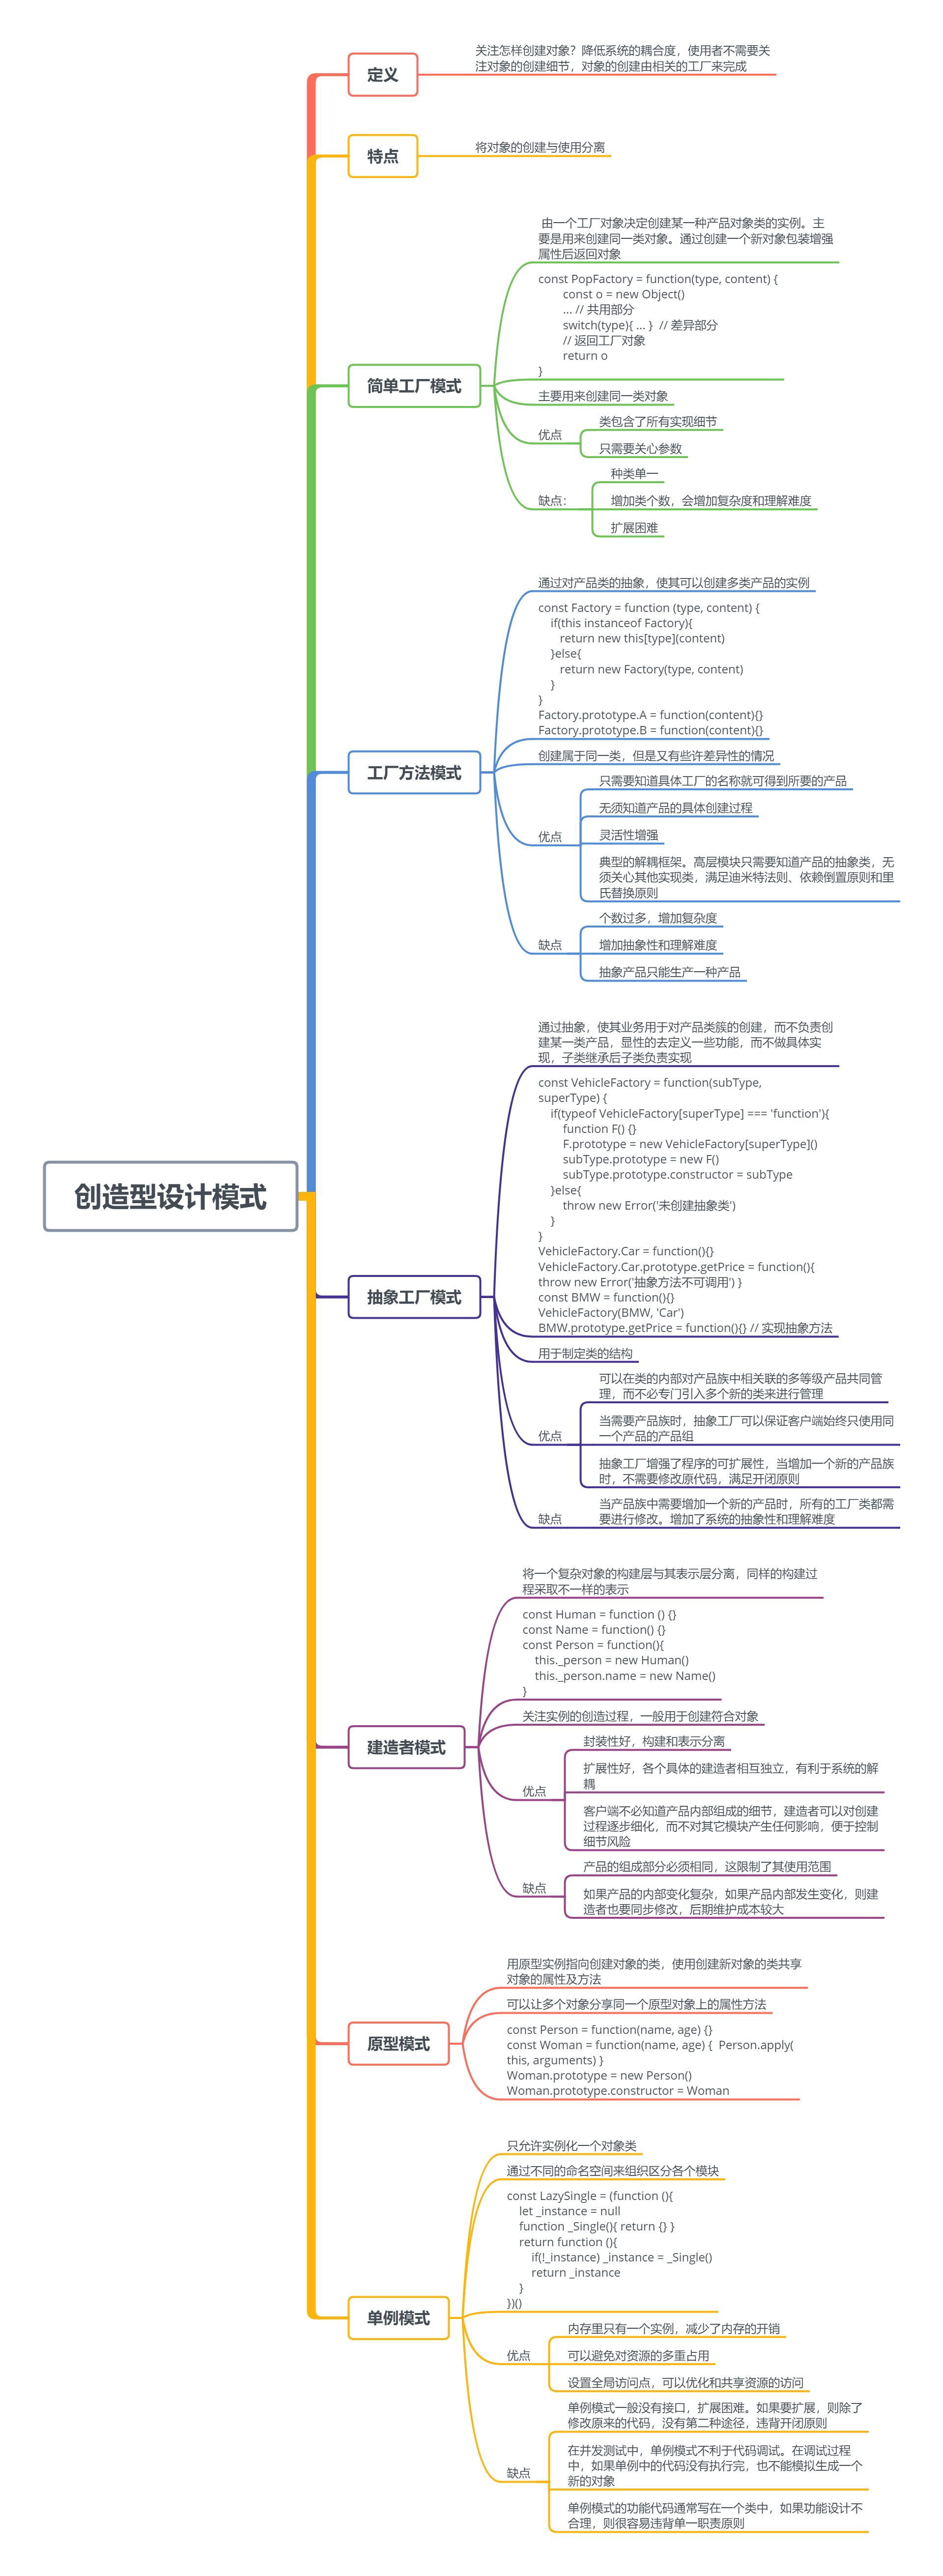 创造型设计模式
定义
关注怎样创建对象？降低系统的耦合度，使用者不需要关
注对象的创建细节，对象的创建由相关的工厂来完成
特点
将对象的创建与使用分离
简单工厂模式
由一个工厂对象决定创建某一种产品对象类的实例。主
要是用来创建同一类对象。通过创建一个新对象包装增强
属性后返回对象
const PopFactory = function(type, content) {
const o = new Object()
... // 共用部分
switch(type){ ... }  // 差异部分
// 返回工厂对象
return o
}
主要用来创建同一类对象
优点
类包含了所有实现细节
只需要关心参数
缺点：
种类单一
增加类个数，会增加复杂度和理解难度
扩展困难
工厂方法模式
通过对产品类的抽象，使其可以创建多类产品的实例
const Factory = function (type, content) {
if(this instanceof Factory){
return new this[type](content)
}else{
return new Factory(type, content)
}
}
Factory.prototype.A = function(content){}
Factory.prototype.B = function(content){}
创建属于同一类，但是又有些许差异性的情况
优点
只需要知道具体工厂的名称就可得到所要的产品
无须知道产品的具体创建过程
灵活性增强
典型的解耦框架。高层模块只需要知道产品的抽象类，无
须关心其他实现类，满足迪米特法则、依赖倒置原则和里
氏替换原则
缺点
个数过多，增加复杂度
增加抽象性和理解难度
抽象产品只能生产一种产品
抽象工厂模式
通过抽象，使其业务用于对产品类簇的创建，而不负责创
建某一类产品，显性的去定义一些功能，而不做具体实
现，子类继承后子类负责实现
const VehicleFactory = function(subType,
superType) {
if(typeof VehicleFactory[superType] === 'function'){
function F() {}
F.prototype = new VehicleFactory[superType]()
subType.prototype = new F()
subType.prototype.constructor = subType
}else{
throw new Error('未创建抽象类')
}
}
VehicleFactory.Car = function(){}
VehicleFactory.Car.prototype.getPrice = function(){
throw new Error('抽象方法不可调用') }
const BMW = function(){}
VehicleFactory(BMW, 'Car')
BMW.prototype.getPrice = function(){} // 实现抽象方法
用于制定类的结构
优点
可以在类的内部对产品族中相关联的多等级产品共同管
理，而不必专门引入多个新的类来进行管理
当需要产品族时，抽象工厂可以保证客户端始终只使用同
一个产品的产品组
抽象工厂增强了程序的可扩展性，当增加一个新的产品族
时，不需要修改原代码，满足开闭原则
缺点
当产品族中需要增加一个新的产品时，所有的工厂类都需
要进行修改。增加了系统的抽象性和理解难度
建造者模式
将一个复杂对象的构建层与其表示层分离，同样的构建过
程采取不一样的表示
const Human = function () {}
const Name = function() {}
const Person = function(){
this._person = new Human()
this._person.name = new Name()
}
关注实例的创造过程，一般用于创建符合对象
优点
封装性好，构建和表示分离
扩展性好，各个具体的建造者相互独立，有利于系统的解
耦
客户端不必知道产品内部组成的细节，建造者可以对创建
过程逐步细化，而不对其它模块产生任何影响，便于控制
细节风险
缺点
产品的组成部分必须相同，这限制了其使用范围
如果产品的内部变化复杂，如果产品内部发生变化，则建
造者也要同步修改，后期维护成本较大
原型模式
用原型实例指向创建对象的类，使用创建新对象的类共享
对象的属性及方法
可以让多个对象分享同一个原型对象上的属性方法
const Person = function(name, age) {}
const Woman = function(name, age) {  Person.apply(
this, arguments) }
Woman.prototype = new Person()
Woman.prototype.constructor = Woman
单例模式
只允许实例化一个对象类
通过不同的命名空间来组织区分各个模块
const LazySingle = (function (){
let _instance = null
function _Single(){ return {} }
return function (){
if(!_instance) _instance = _Single()
return _instance
}
})()
优点
内存里只有一个实例，减少了内存的开销
可以避免对资源的多重占用
设置全局访问点，可以优化和共享资源的访问
缺点
单例模式一般没有接口，扩展困难。如果要扩展，则除了
修改原来的代码，没有第二种途径，违背开闭原则
在并发测试中，单例模式不利于代码调试。在调试过程
中，如果单例中的代码没有执行完，也不能模拟生成一个
新的对象
单例模式的功能代码通常写在一个类中，如果功能设计不
合理，则很容易违背单一职责原则